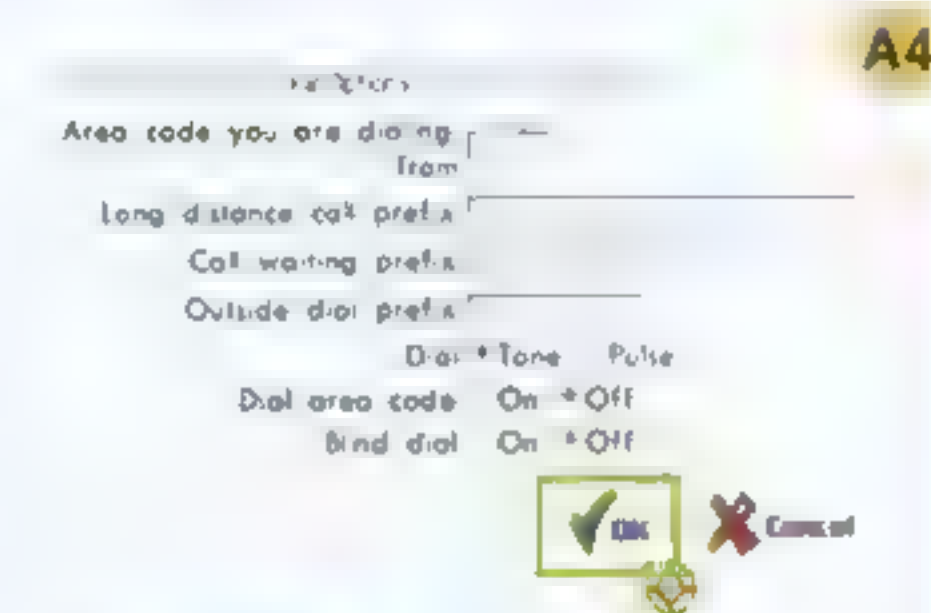 A4
Area code you are dialing
from
Long distance call prefix
Call waiting prefix
Outside dial prefix
Dial Tone Pulse
Dial area code On Off
Blind dial On Off
OK Cancel